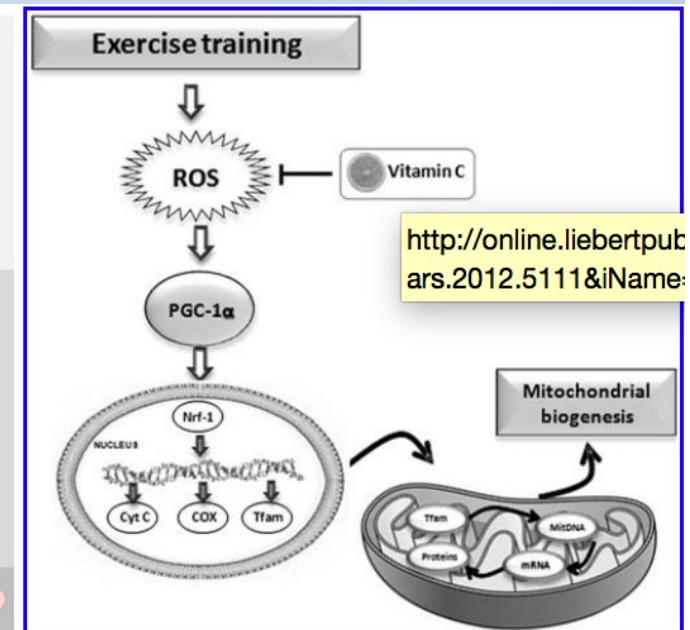 Exercise training
ROS
Vitamin C
http://online.liebertpub
ars.2012.5111&iName=
PGC-1α
Mitochondrial
biogenesis
Nrf-1
NUCLEUS
Cyt C
COX
Tfam
Tfam
MitDNA
Proteins
mRNA